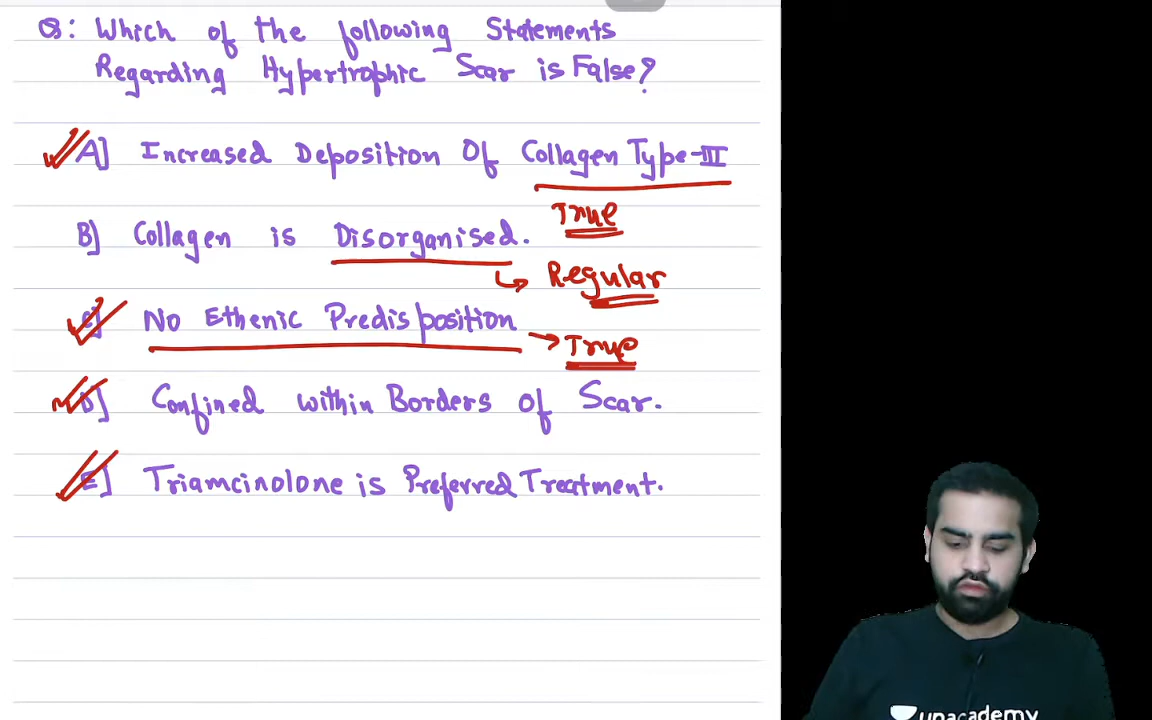 Q: Which of the following Statements
Regarding Hypertrophic Scar is False?
A] Increased Deposition Of Collagen Type-III
True
B] Collagen is Disorganised.
Regular
C] No Ethenic Predisposition
True
D] Confined within Borders of Scar.
E] Triamcinolone is Preferred Treatment.
unacademy